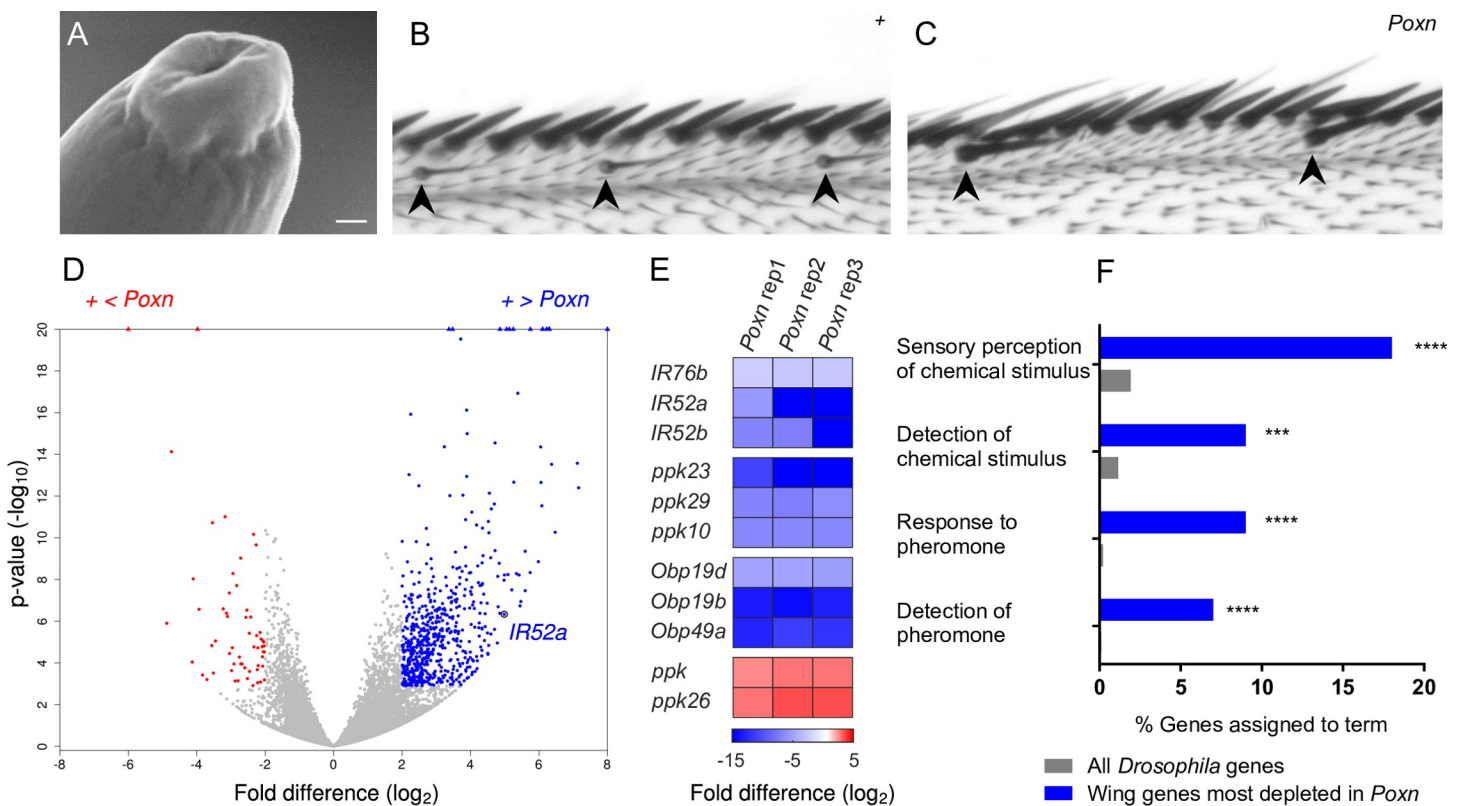 A
B
+
C
Poxn
D
+ < Poxn
+ > Poxn
20
18
16
14
12
10
8
6
4
2
0
p-value (-log10)
IR52a
-8
-6
-4
-2
0
2
4
6
8
Fold difference (log2)
E
Poxn rep1
Poxn rep2
Poxn rep3
IR76b
IR52a
IR52b
ppk23
ppk29
ppk10
Obp19d
Obp19b
Obp49a
ppk
ppk26
-15
-5
5
Fold difference (log2)
F
Sensory perception
of chemical stimulus
****
Detection of
chemical stimulus
***
Response to
pheromone
****
Detection of
pheromone
****
0
5
10
15
20
% Genes assigned to term
All Drosophila genes
Wing genes most depleted in Poxn